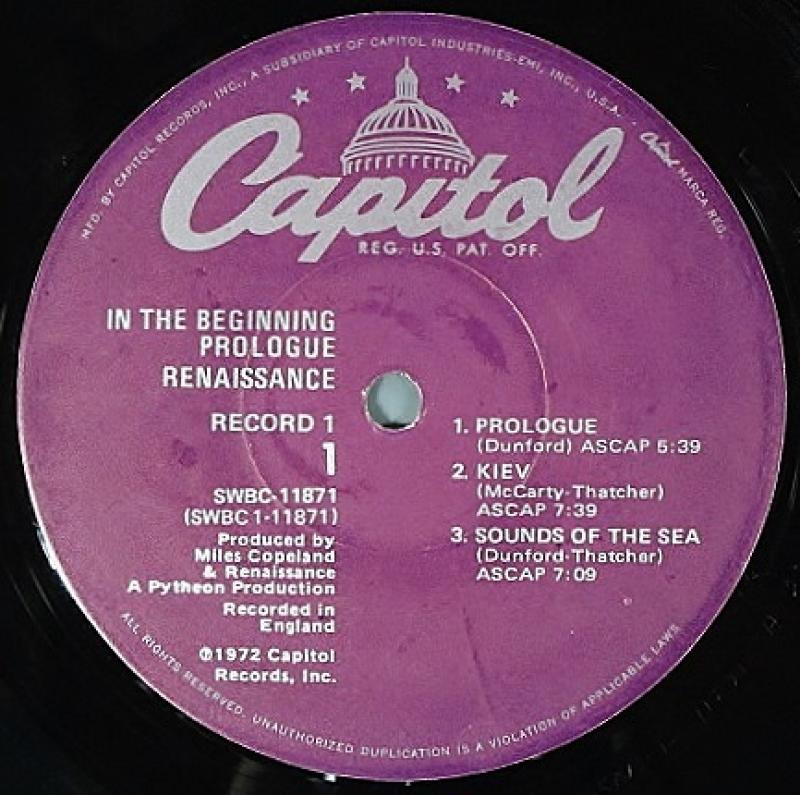 MFD. BY CAPITOL RECORDS, INC., A SUBSIDIARY OF CAPITOL INDUSTRIES-EMI, INC., U.S.A. · Capitol MARCA REG.
Capitol
REG. U.S. PAT. OFF.
IN THE BEGINNING
PROLOGUE
RENAISSANCE
RECORD 1
1
SWBC-11871
(SWBC 1-11871)
Produced by
Miles Copeland
& Renaissance
A Pytheon Production
Recorded in
England
℗1972 Capitol
Records, Inc.
1. PROLOGUE
(Dunford) ASCAP 5:39
2. KIEV
(McCarty-Thatcher)
ASCAP 7:39
3. SOUNDS OF THE SEA
(Dunford-Thatcher)
ASCAP 7:09
ALL RIGHTS RESERVED. UNAUTHORIZED DUPLICATION IS A VIOLATION OF APPLICABLE LAWS